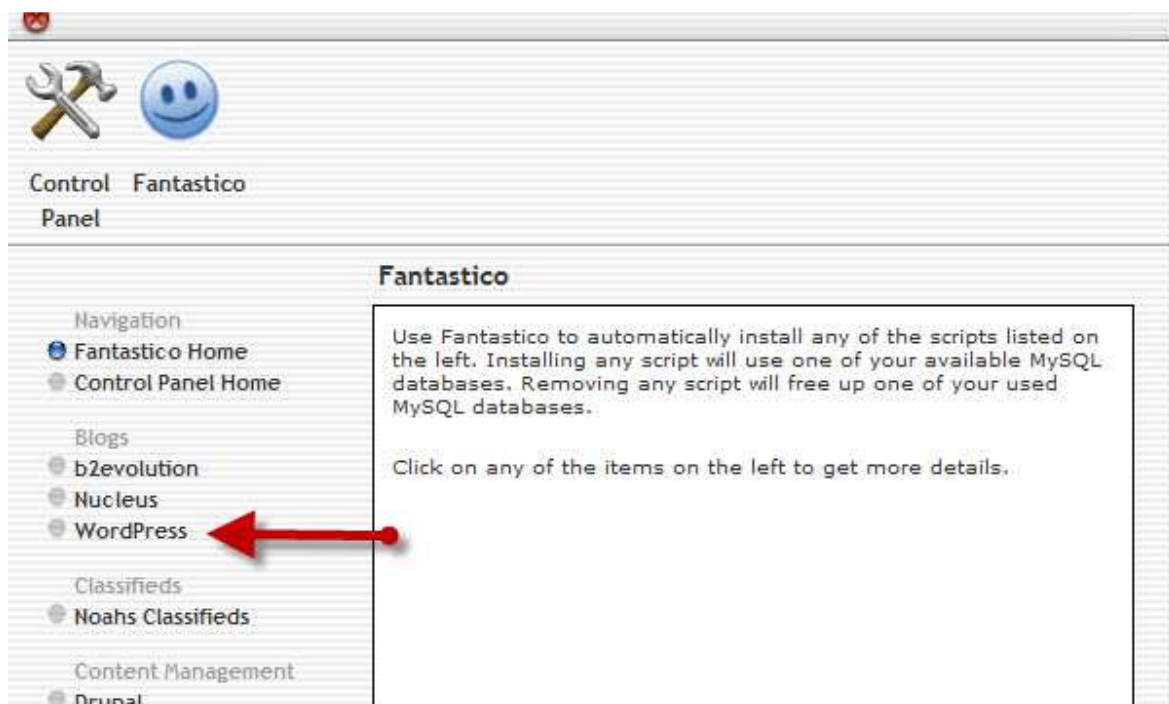 Control Fantastico
Panel
Fantastico
Navigation
Fantastico Home
Control Panel Home
Blogs
b2evolution
Nucleus
WordPress
Classifieds
Noahs Classifieds
Content Management
Drupal
Use Fantastico to automatically install any of the scripts listed on
the left. Installing any script will use one of your available MySQL
databases. Removing any script will free up one of your used
MySQL databases.
Click on any of the items on the left to get more details.